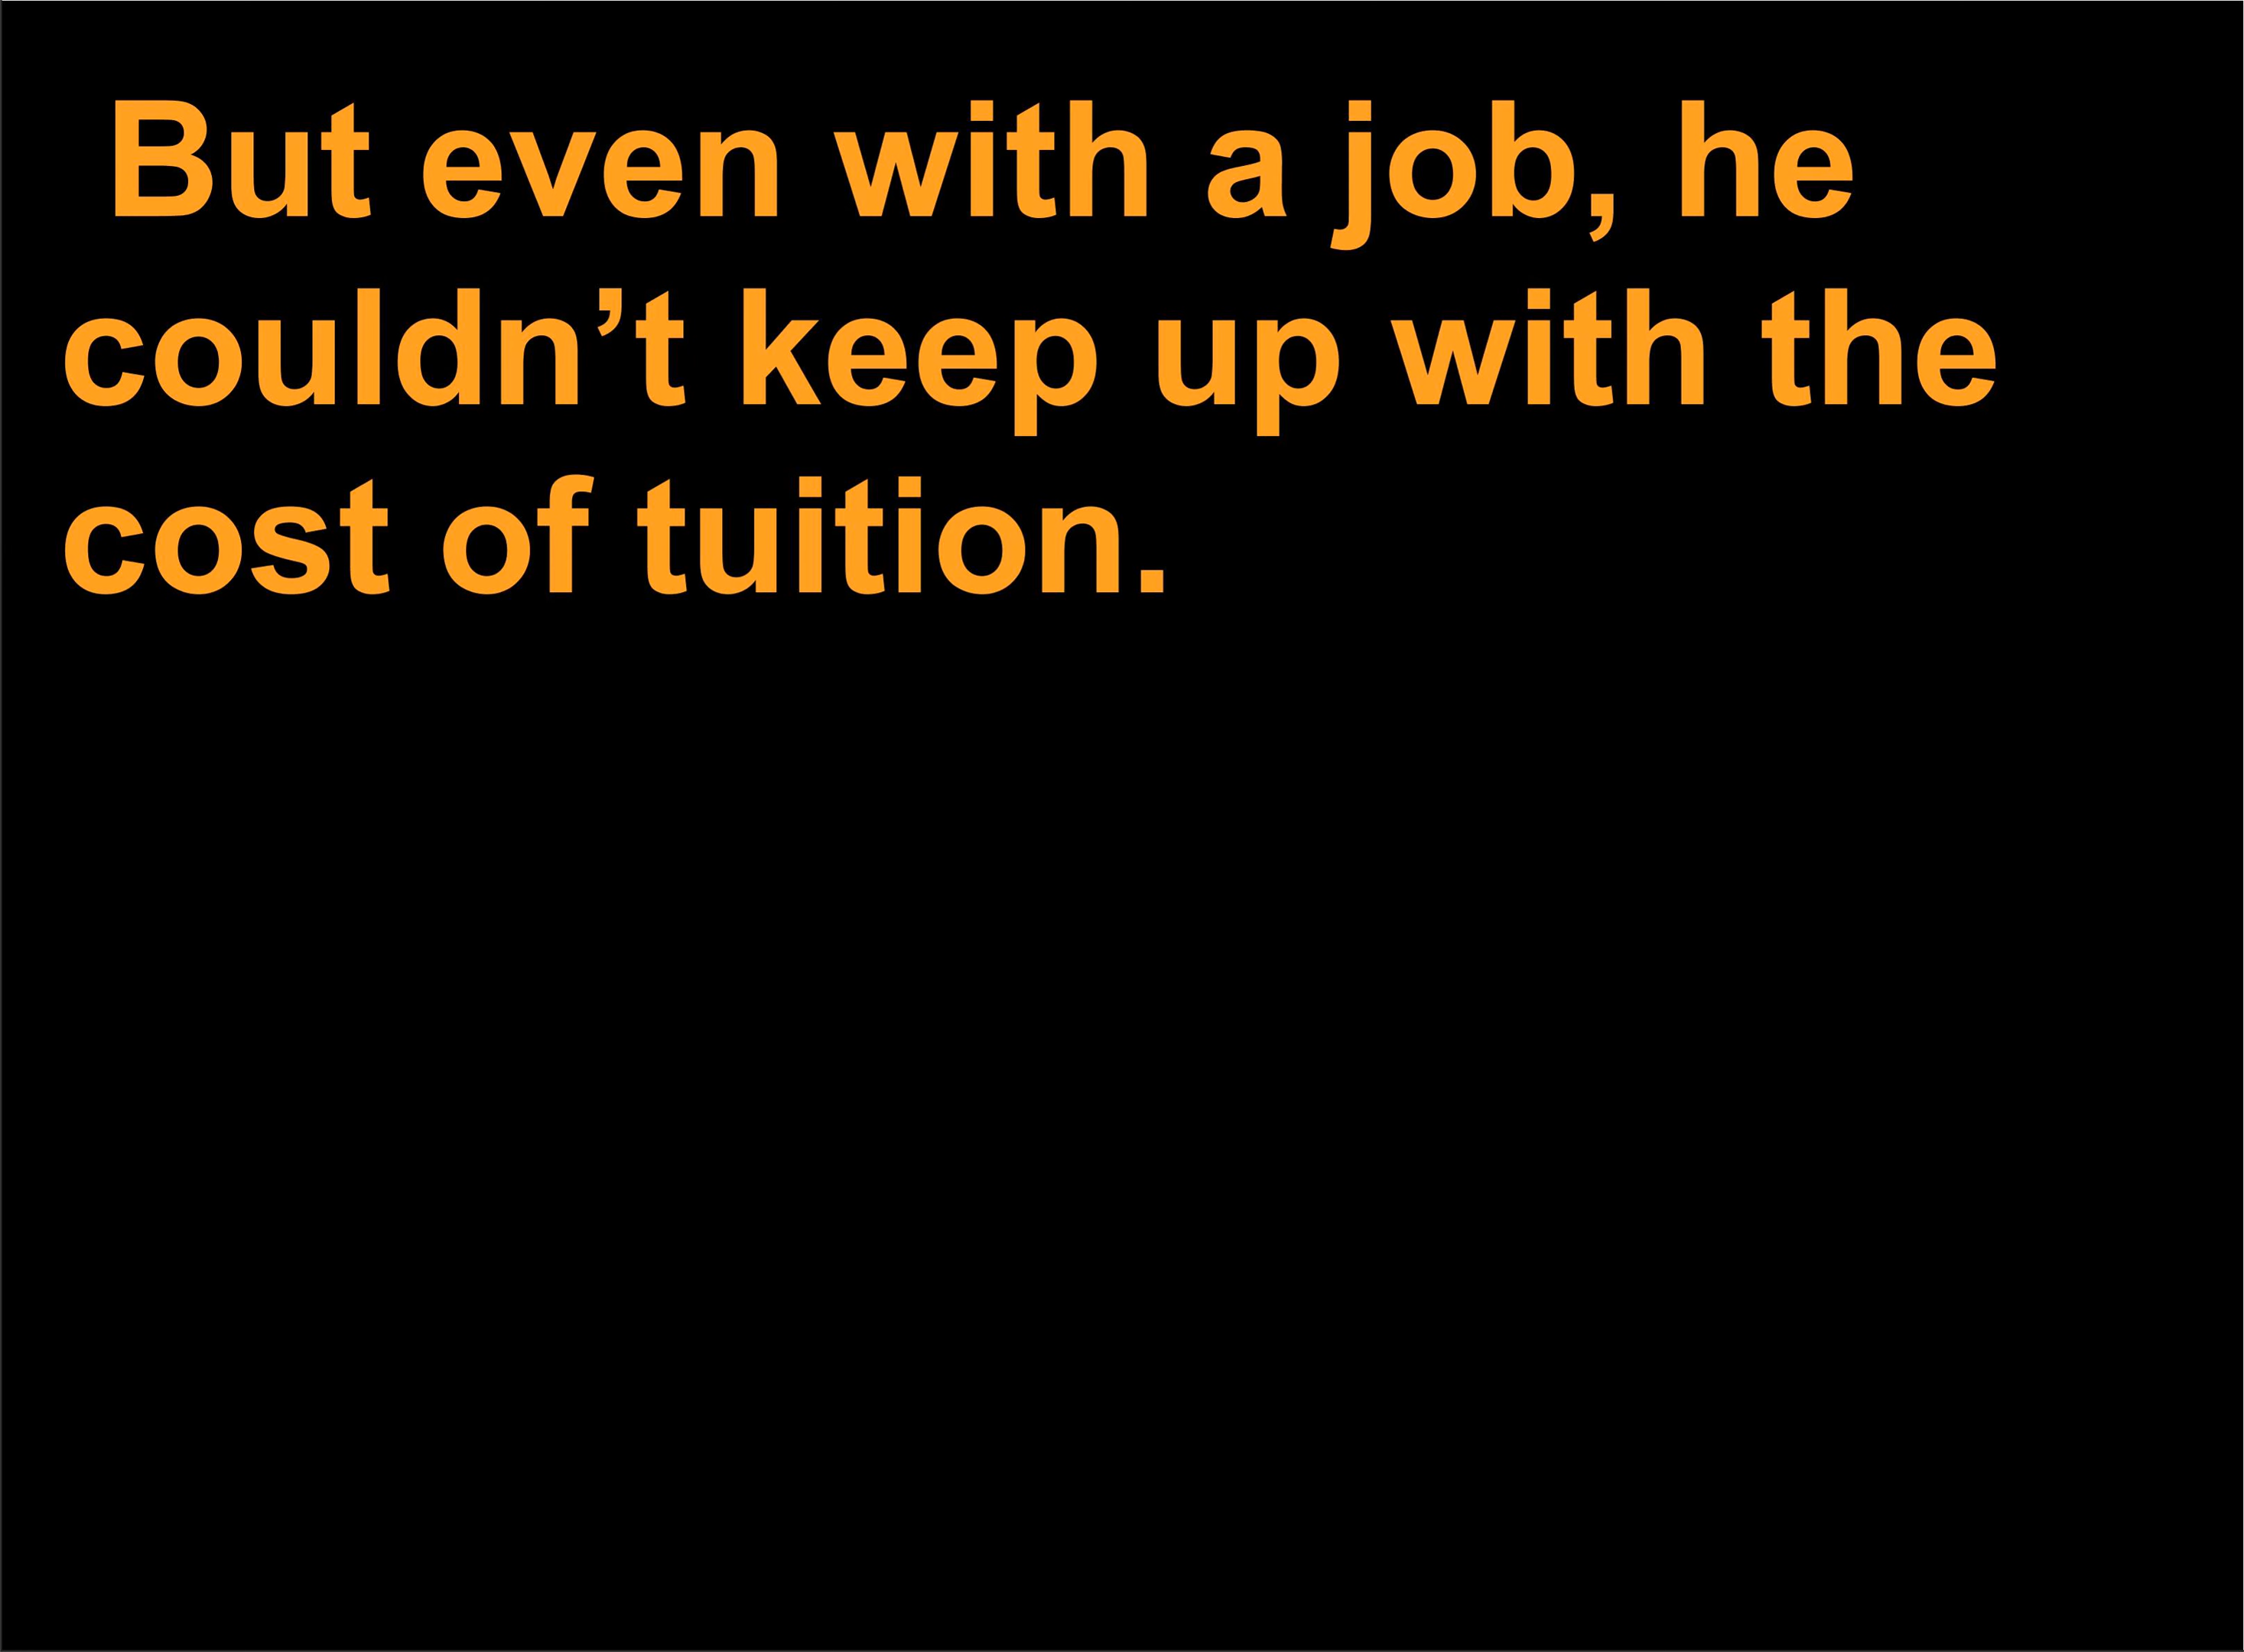 But even with a job, he
couldn’t keep up with the
cost of tuition.